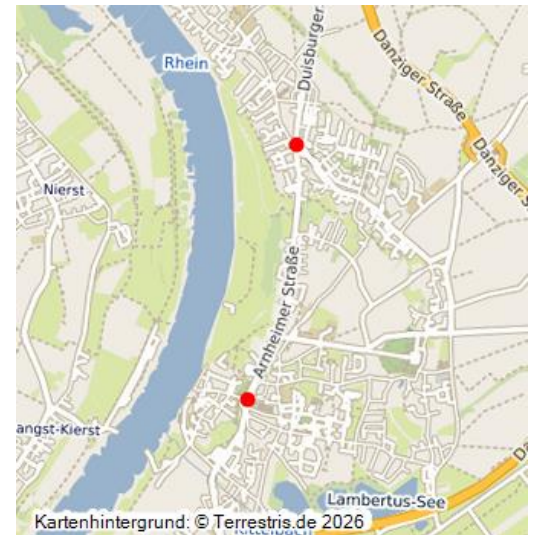 Rhein
Duisburger
Danziger Straße
Danziger
Nierst
Arnheimer Straße
angst-Kierst
Lambertus-See
Kartenhintergrund: © Terrestris.de 2026